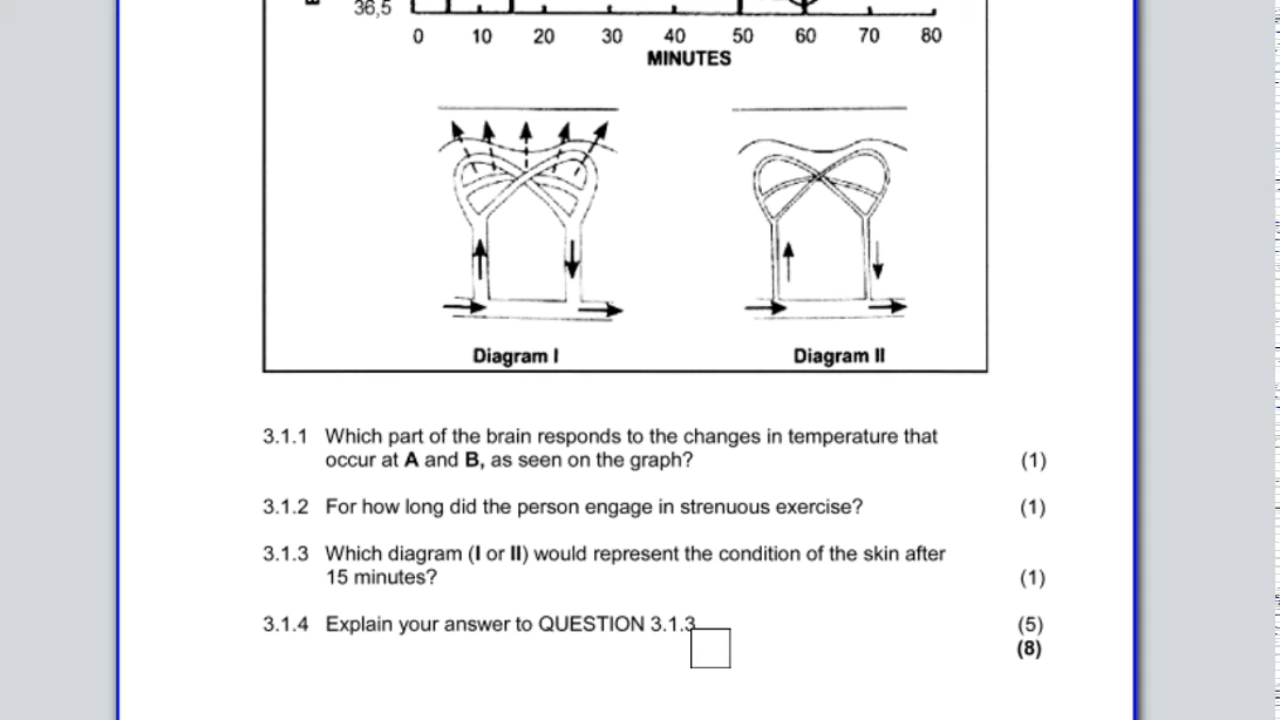 36,5
0 10 20 30 40 50 60 70 80
MINUTES
Diagram I Diagram II
3.1.1 Which part of the brain responds to the changes in temperature that
occur at A and B, as seen on the graph? (1)
3.1.2 For how long did the person engage in strenuous exercise? (1)
3.1.3 Which diagram (I or II) would represent the condition of the skin after
15 minutes? (1)
3.1.4 Explain your answer to QUESTION 3.1.3 (5)
(8)